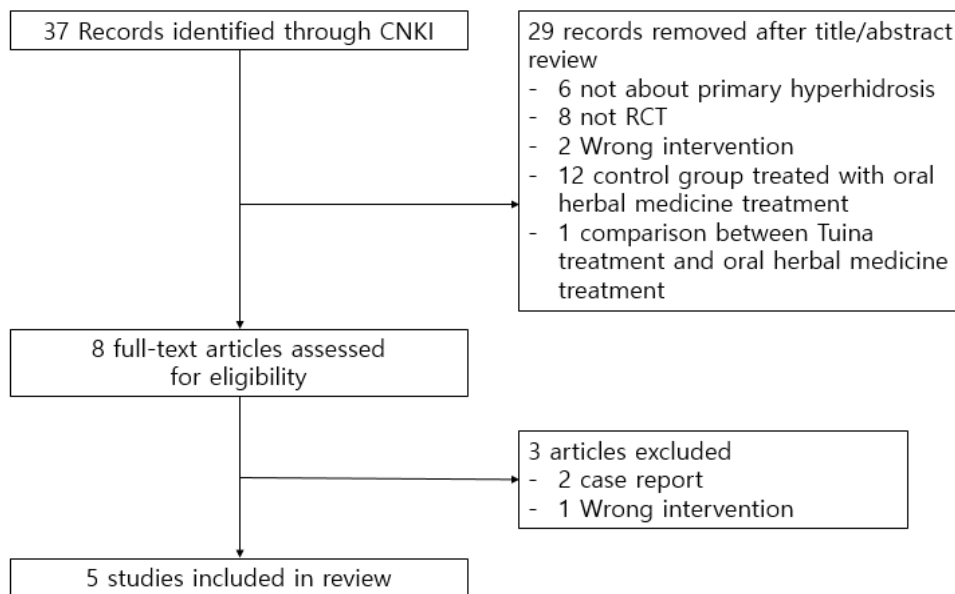 37 Records identified through CNKI
29 records removed after title/abstract
review
- 6 not about primary hyperhidrosis
- 8 not RCT
- 2 Wrong intervention
- 12 control group treated with oral
herbal medicine treatment
- 1 comparison between Tuina
treatment and oral herbal medicine
treatment
8 full-text articles assessed
for eligibility
3 articles excluded
- 2 case report
- 1 Wrong intervention
5 studies included in review